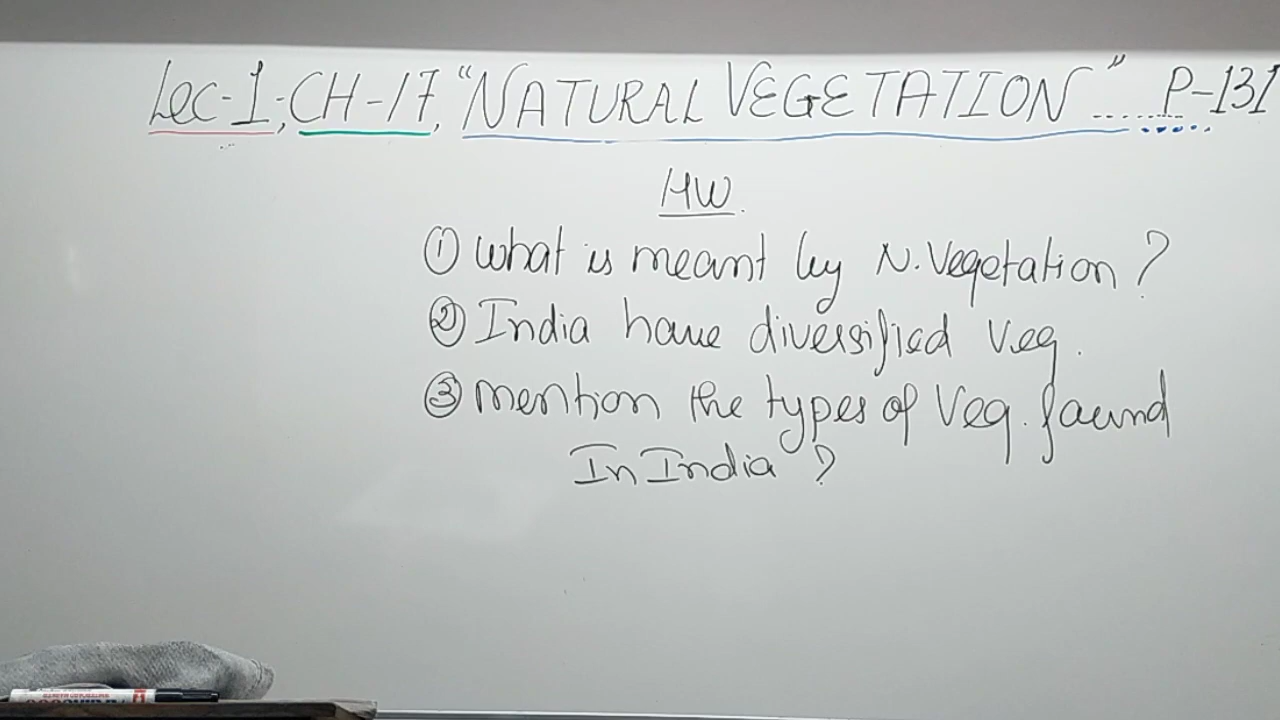 Lec-1, CH-17, "NATURAL VEGETATION" ........ P-131
HW.
① What is meant by N. Vegetation?
② India have diversified Veg.
③ mention the types of Veg. found
In India?